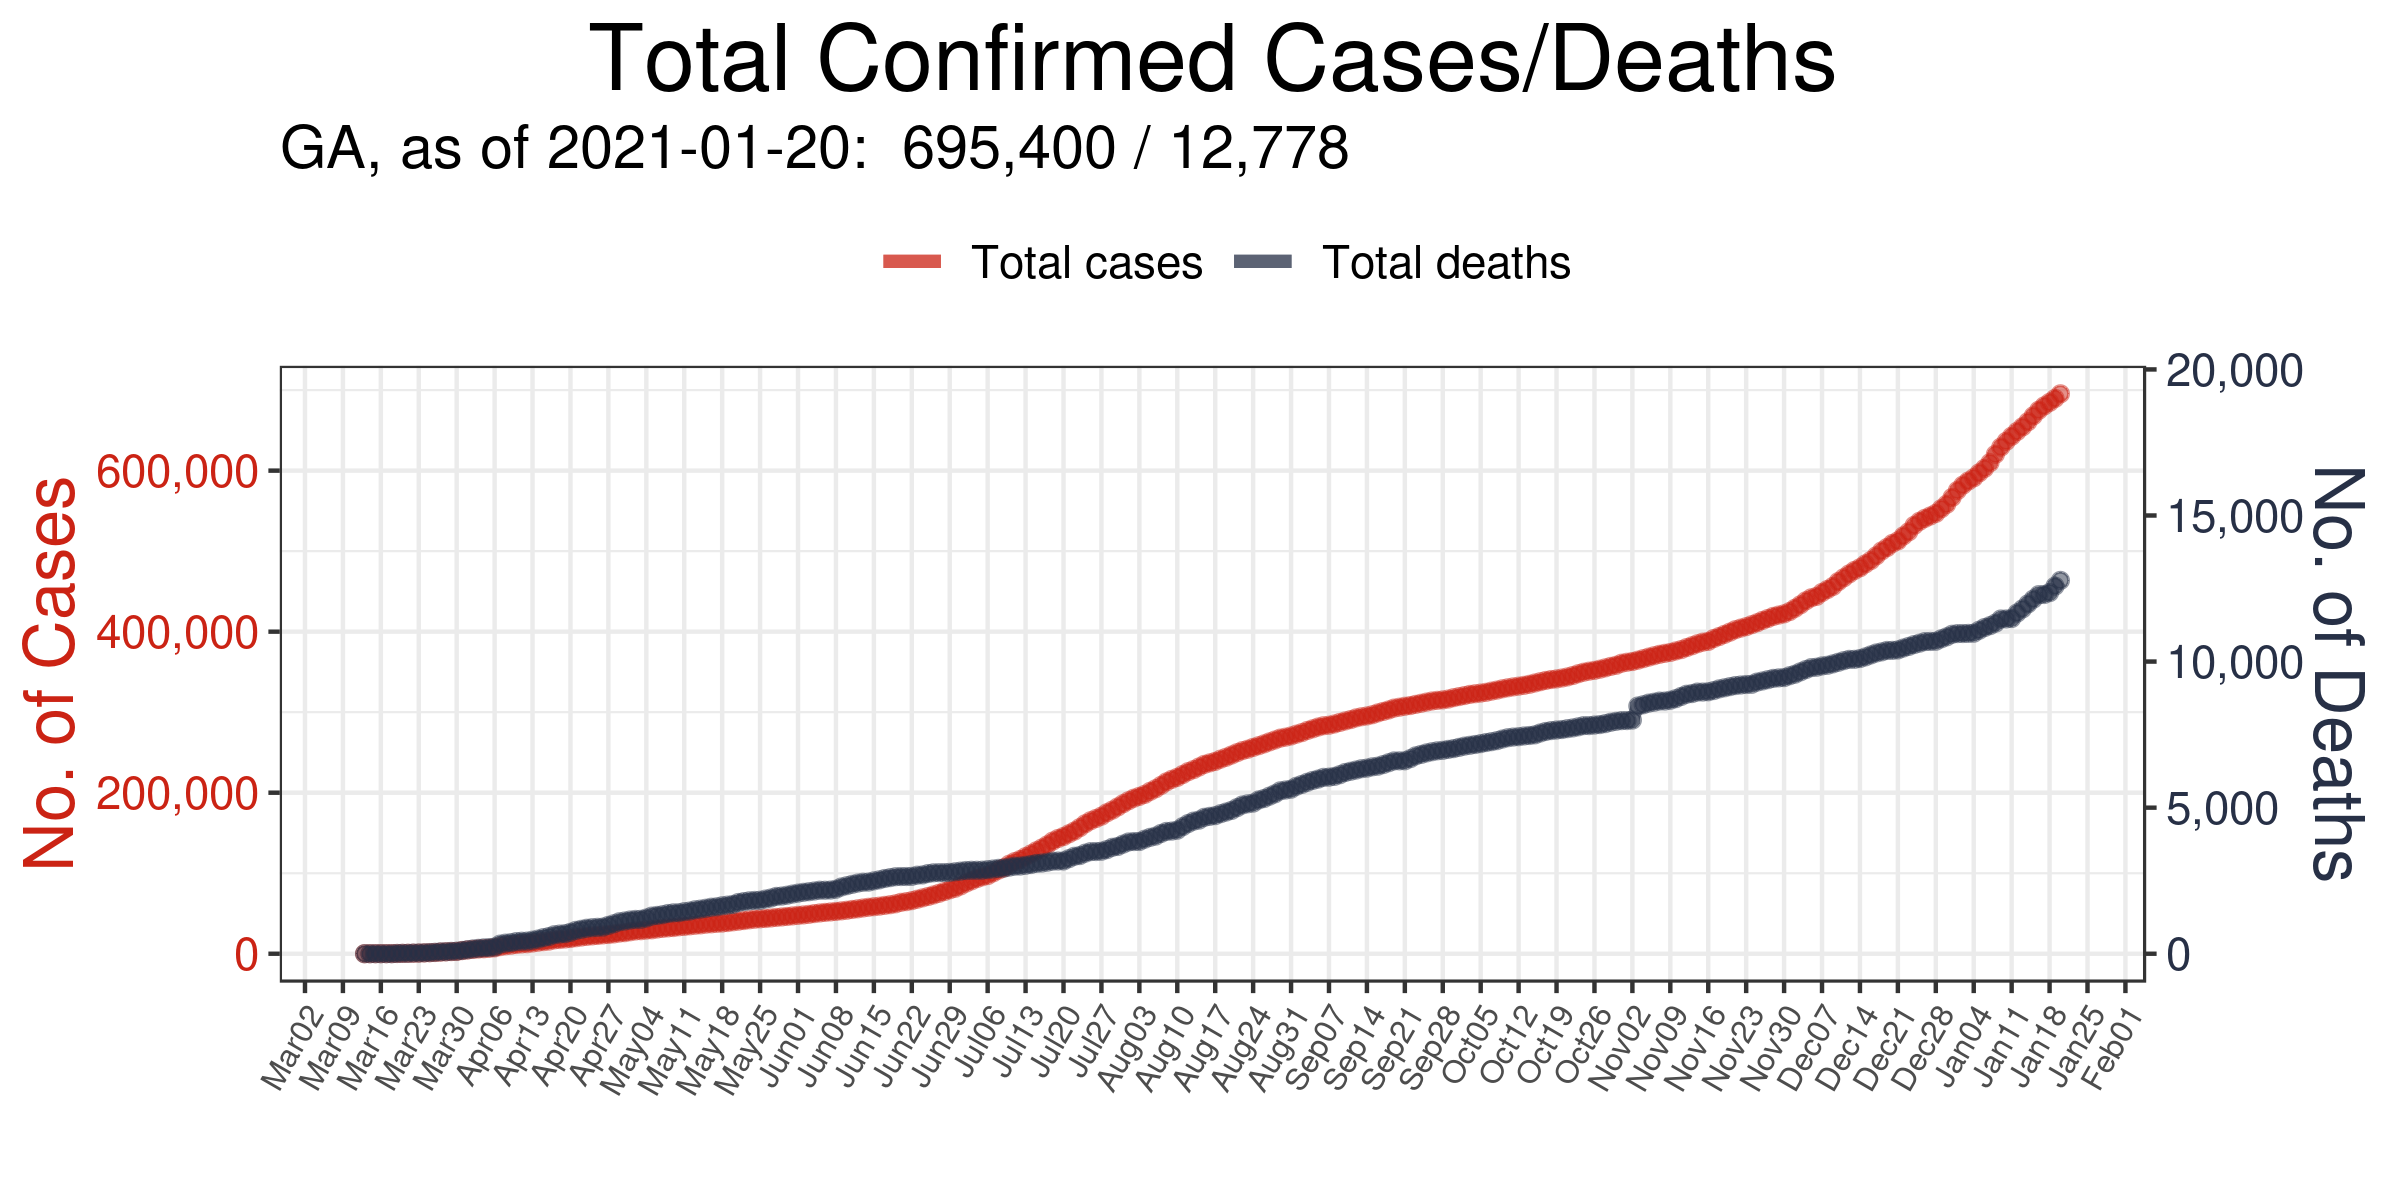 Total Confirmed Cases/Deaths
GA, as of 2021-01-20:  695,400 / 12,778
Total cases
Total deaths
No. of Cases
600,000
400,000
200,000
0
20,000
15,000
10,000
5,000
0
No. of Deaths
Mar02
Mar09
Mar16
Mar23
Mar30
Apr06
Apr13
Apr20
Apr27
May04
May11
May18
May25
Jun01
Jun08
Jun15
Jun22
Jun29
Jul06
Jul13
Jul20
Jul27
Aug03
Aug10
Aug17
Aug24
Aug31
Sep07
Sep14
Sep21
Sep28
Oct05
Oct12
Oct19
Oct26
Nov02
Nov09
Nov16
Nov23
Nov30
Dec07
Dec14
Dec21
Dec28
Jan04
Jan11
Jan18
Jan25
Feb01